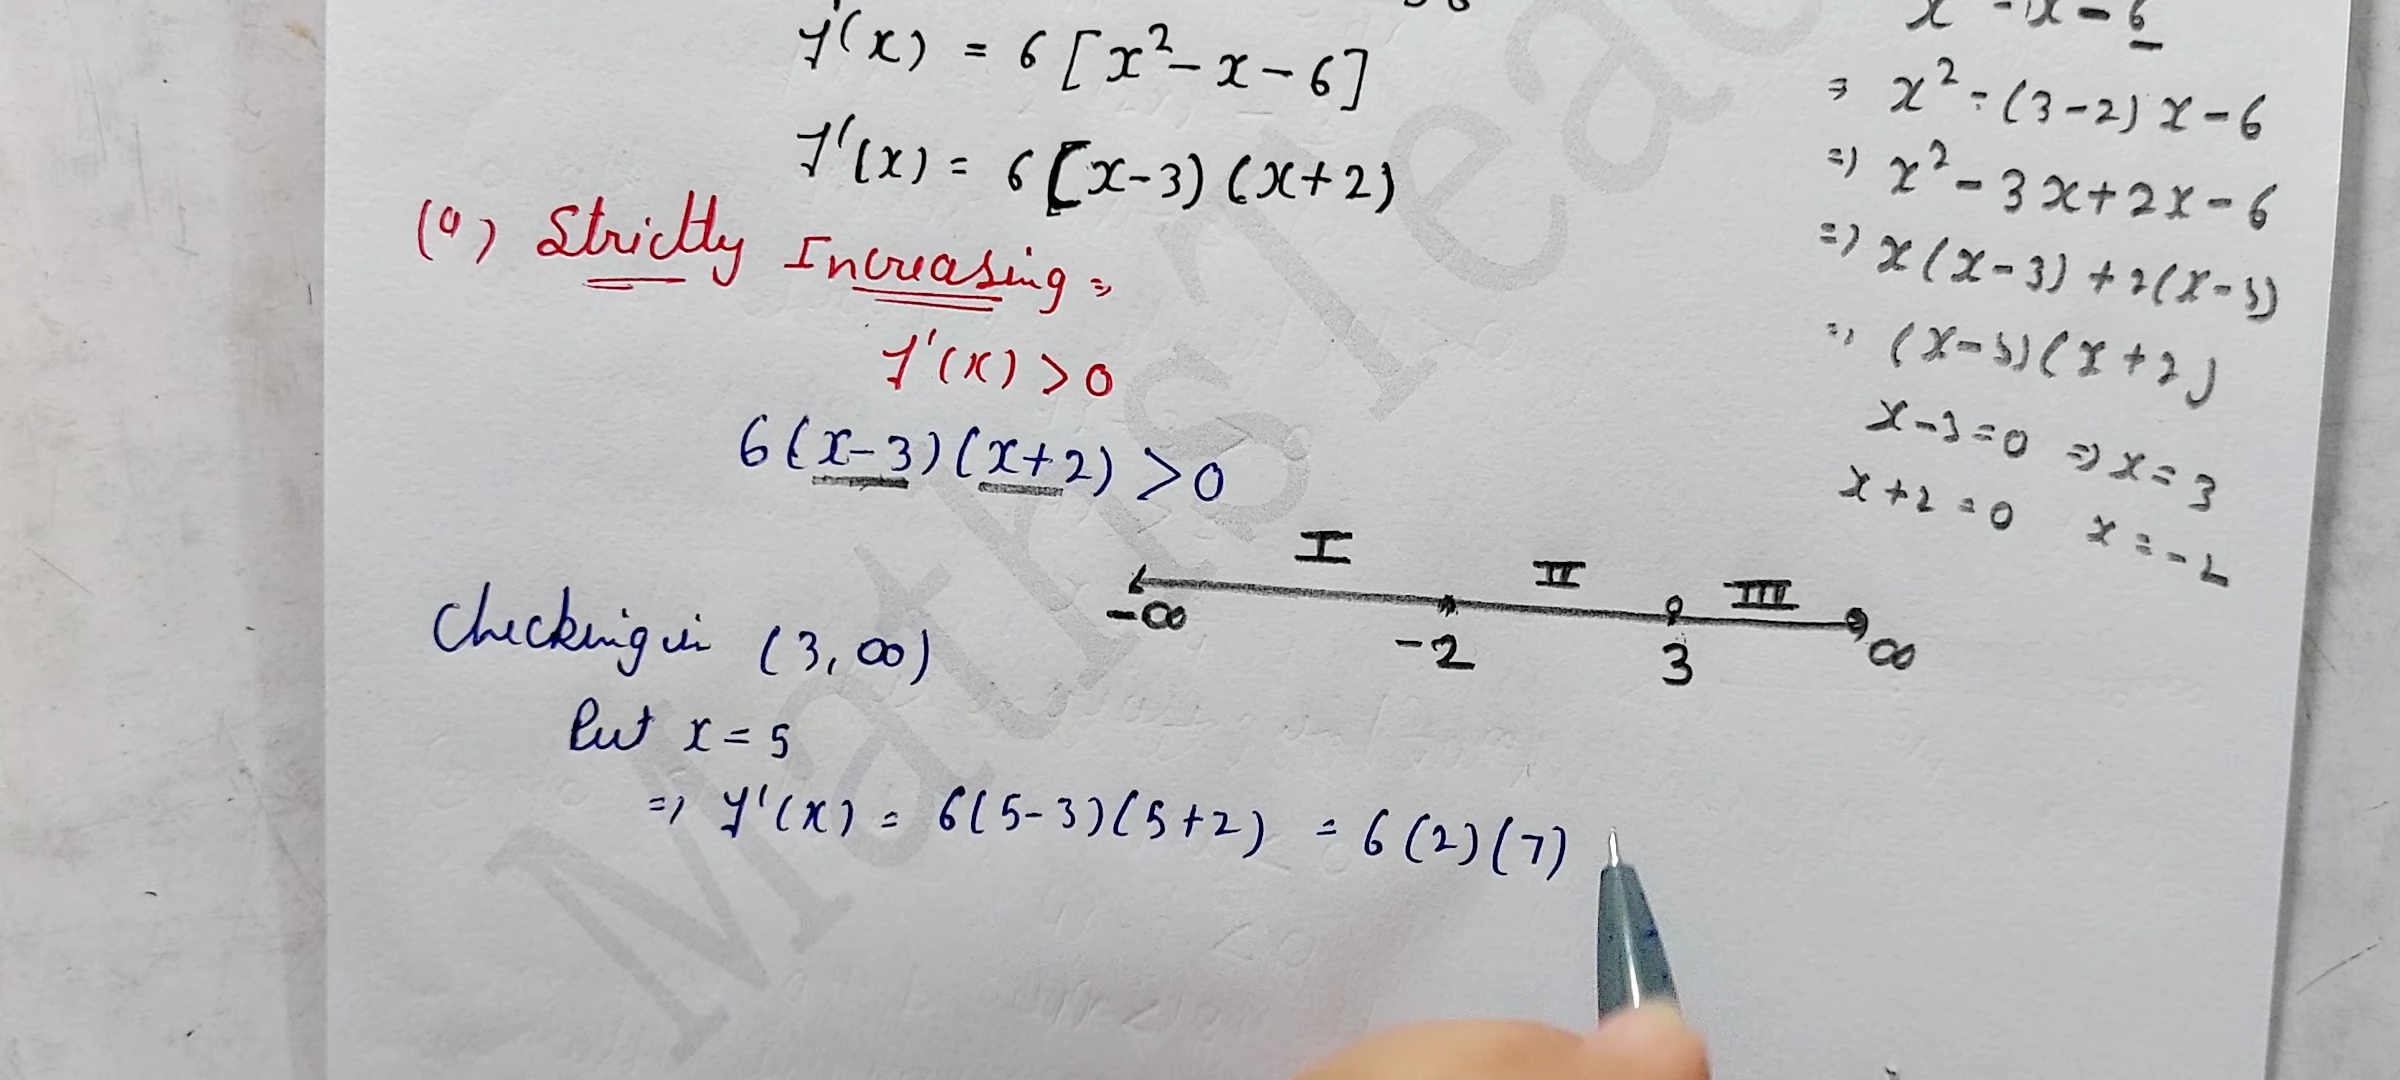 f'(x) = 6 [x² - x - 6]
f'(x) = 6 [x-3) (x+2)
(a) Strictly Increasing ⇒
f'(x) > 0
6(x-3)(x+2) > 0
I II III
-∞ -2 3 ∞
Checking in (3, ∞)
Put x = 5
⇒ f'(x) = 6(5-3)(5+2) = 6(2)(7)
x² - x - 6
⇒ x² - (3-2) x - 6
⇒ x² - 3x + 2x - 6
⇒ x(x-3) + 2(x-3)
⇒ (x-3)(x+2)
x-3=0 ⇒ x = 3
x+2 = 0 x = -2
Maths Teac